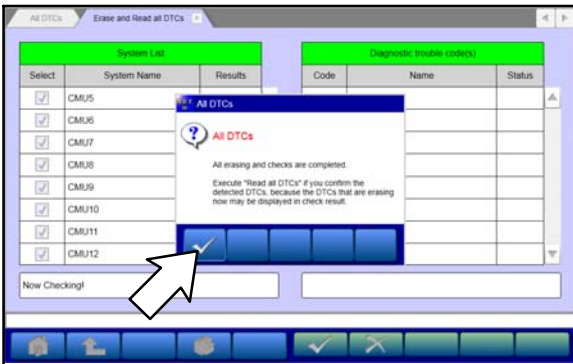 All DTCs
Erase and Read all DTCs
System List
Diagnostic trouble code(s)
Select
System Name
Results
Code
Name
Status
CMU5
CMU6
CMU7
CMU8
CMU9
CMU10
CMU11
CMU12
All DTCs
All DTCs
All erasing and checks are completed.
Execute "Read all DTCs" if you confirm the
detected DTCs, because the DTCs that are erasing
now may be displayed in check result.
Now Checking!